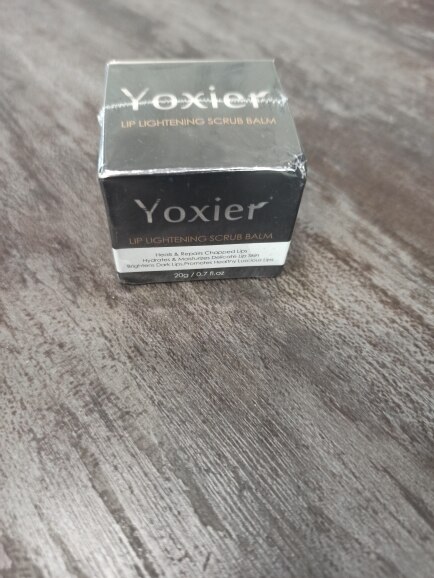 Yoxier
LIP LIGHTENING SCRUB BALM
Yoxier
LIP LIGHTENING SCRUB BALM
Heals & Repairs Chapped Lips
Hydrates & Moisturizes Delicate Lip Skin
Brightens Dark Lips,Promotes Healthy Luscious Lips
20g / 0.7 fl.oz